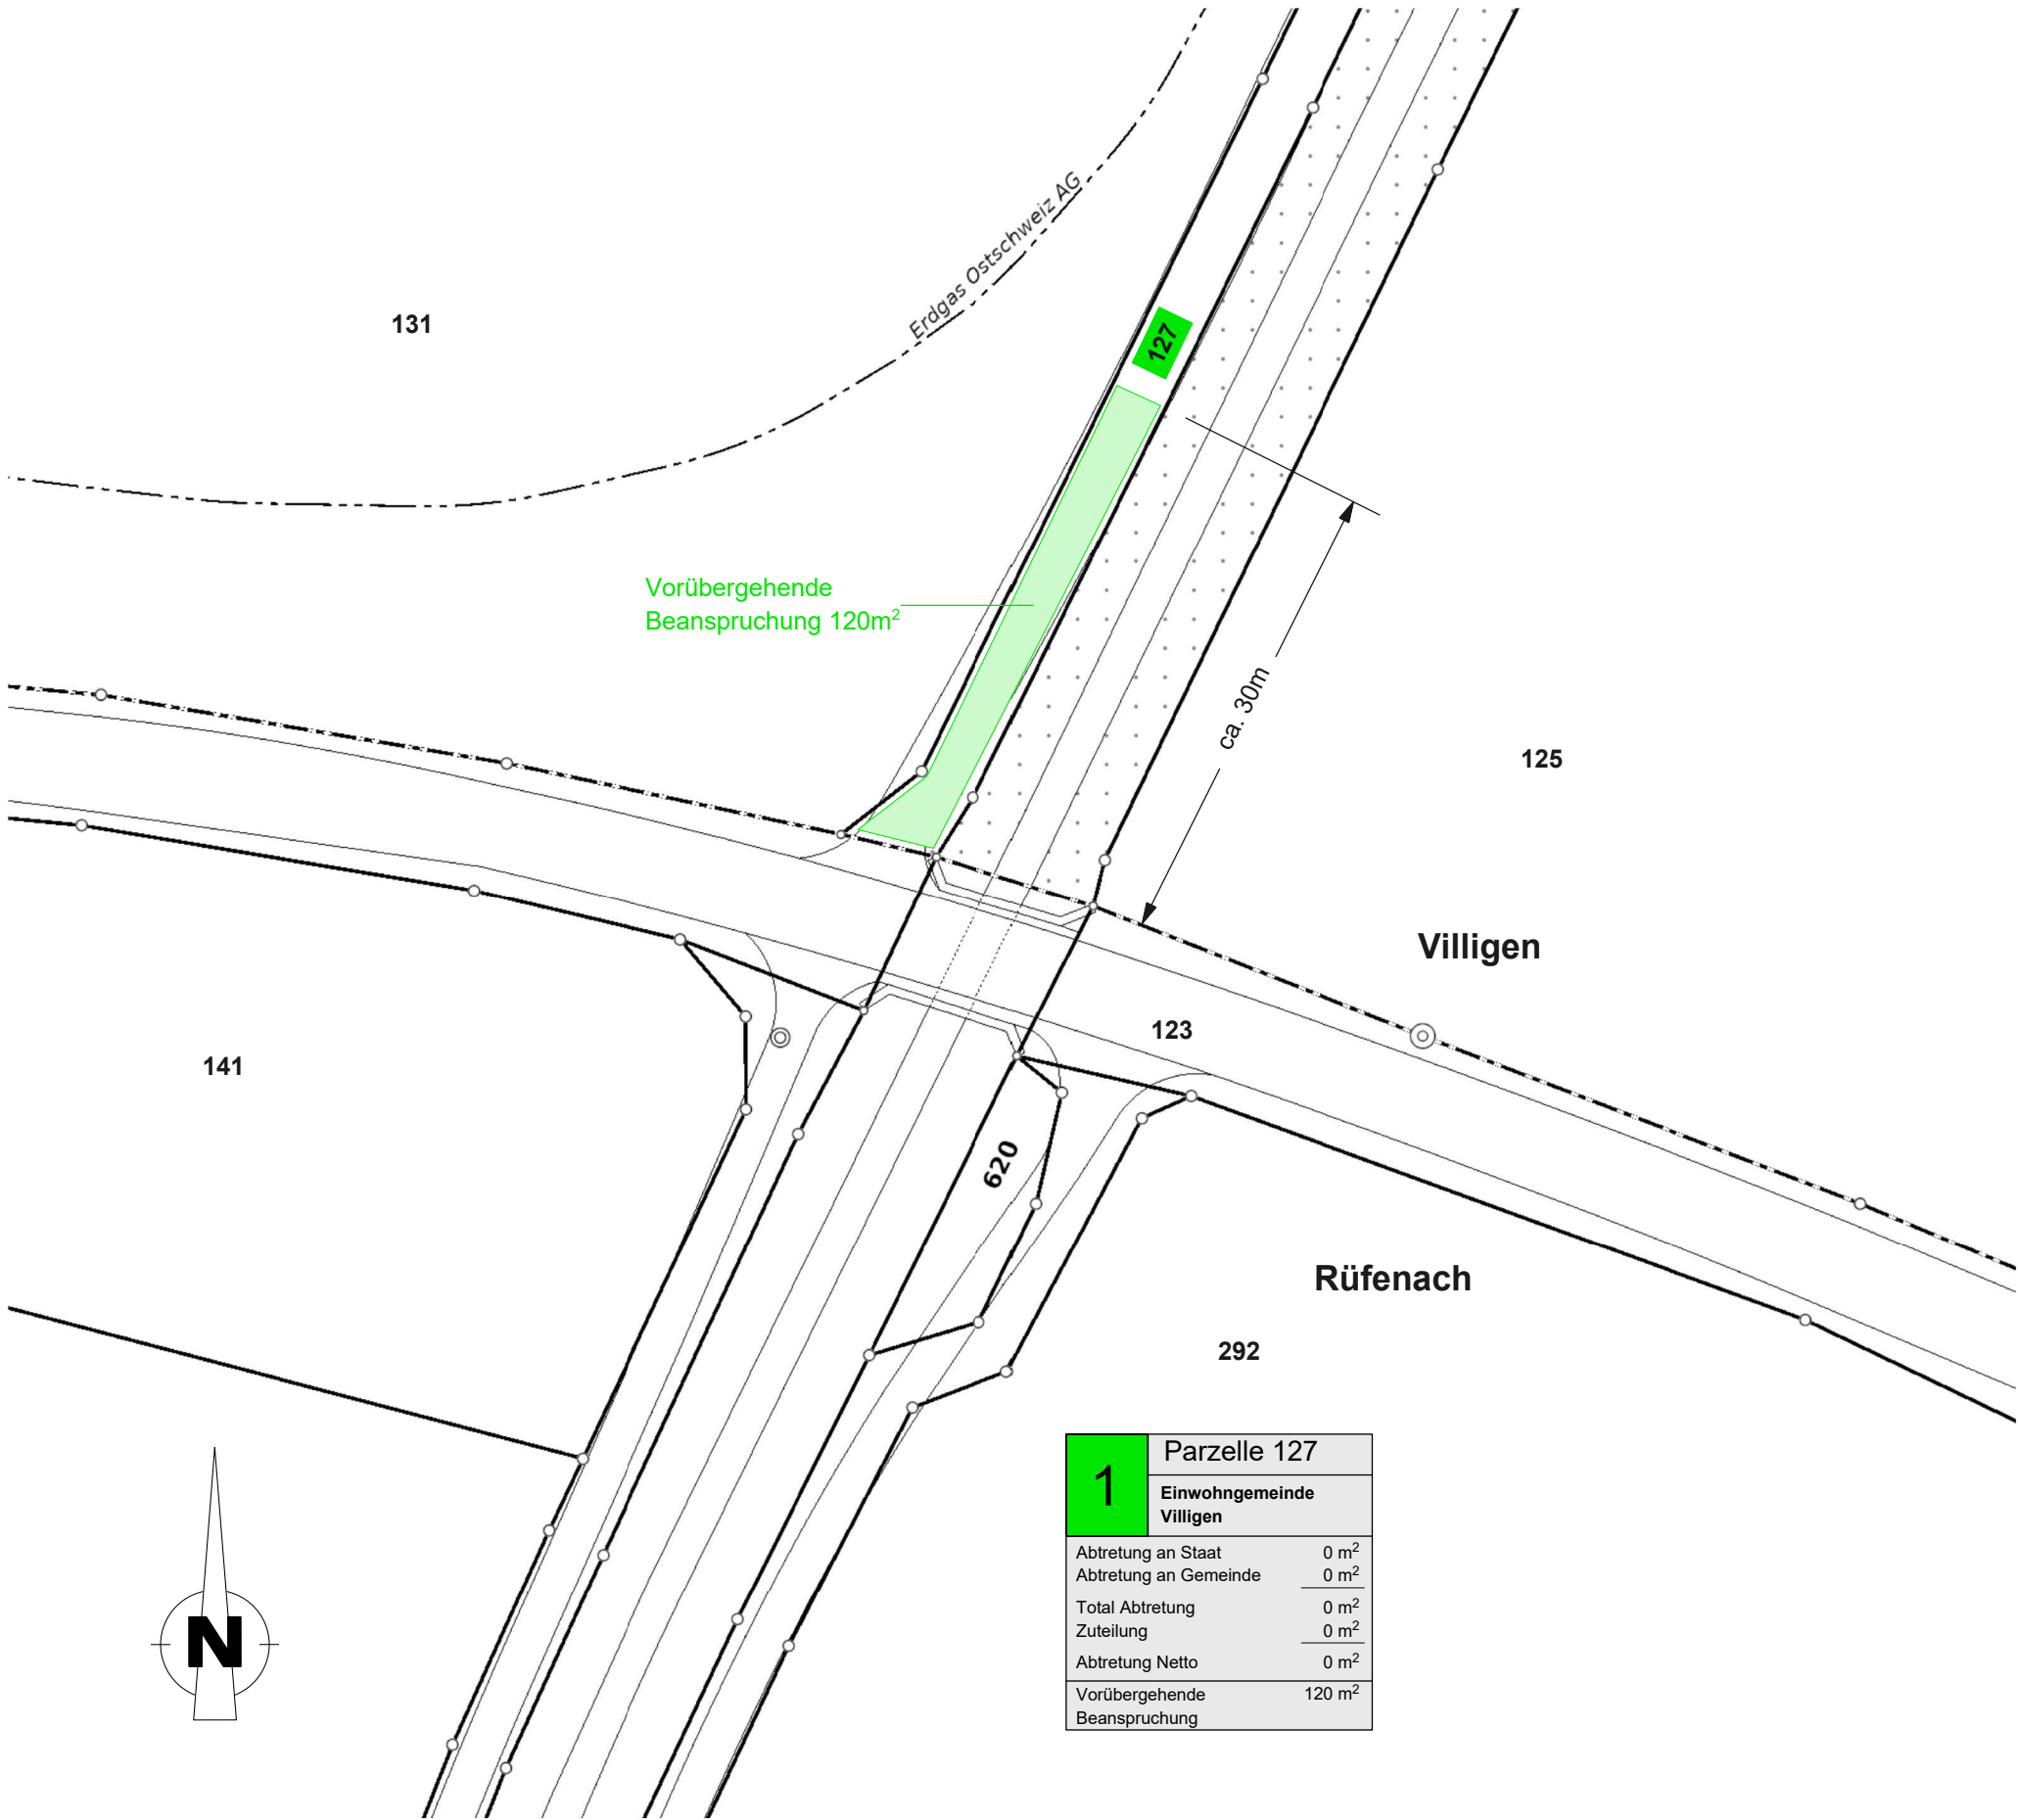 Erdgas Ostschweiz AG
131
127
Vorübergehende
Beanspruchung 120m²
ca. 30m
125
Villigen
123
141
620
Rüfenach
292
1
Parzelle 127
Einwohngemeinde
Villigen
Abtretung an Staat 0 m²
Abtretung an Gemeinde 0 m²
Total Abtretung 0 m²
Zuteilung 0 m²
Abtretung Netto 0 m²
Vorübergehende 120 m²
Beanspruchung
N